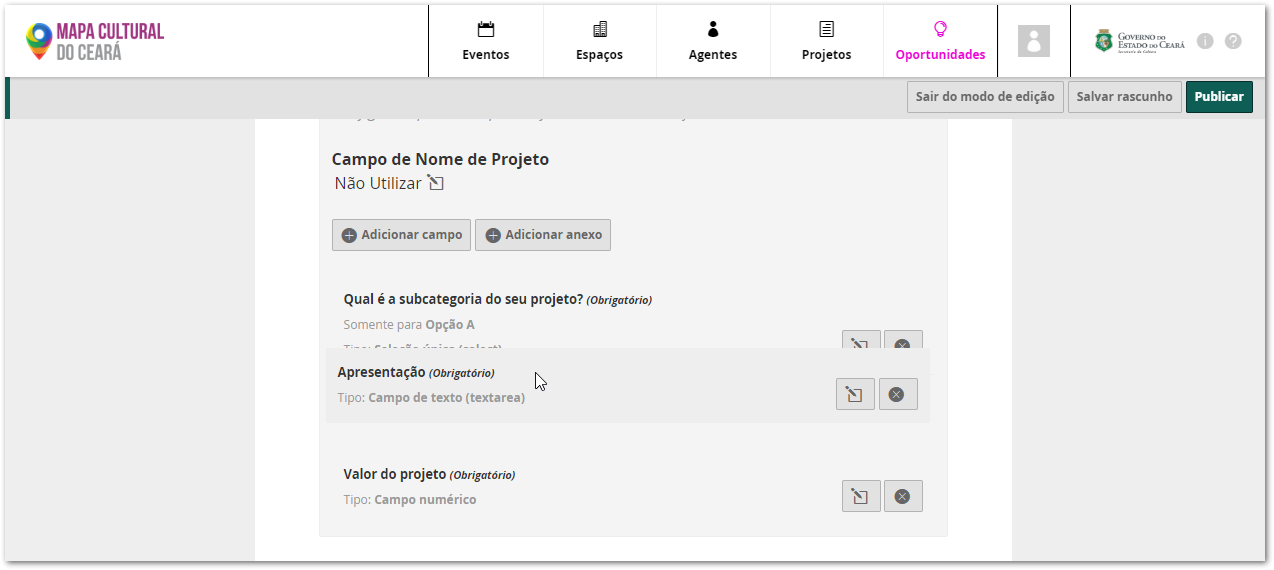 MAPA CULTURAL
DO CEARÁ
Eventos
Espaços
Agentes
Projetos
Oportunidades
GOVERNO DO
ESTADO DO CEARÁ
Secretaria da Cultura
Sair do modo de edição
Salvar rascunho
Publicar
Campo de Nome de Projeto
Não Utilizar
Adicionar campo
Adicionar anexo
Qual é a subcategoria do seu projeto? (Obrigatório)
Somente para Opção A
Tipo: Seleção única (select)
Apresentação (Obrigatório)
Tipo: Campo de texto (textarea)
Valor do projeto (Obrigatório)
Tipo: Campo numérico